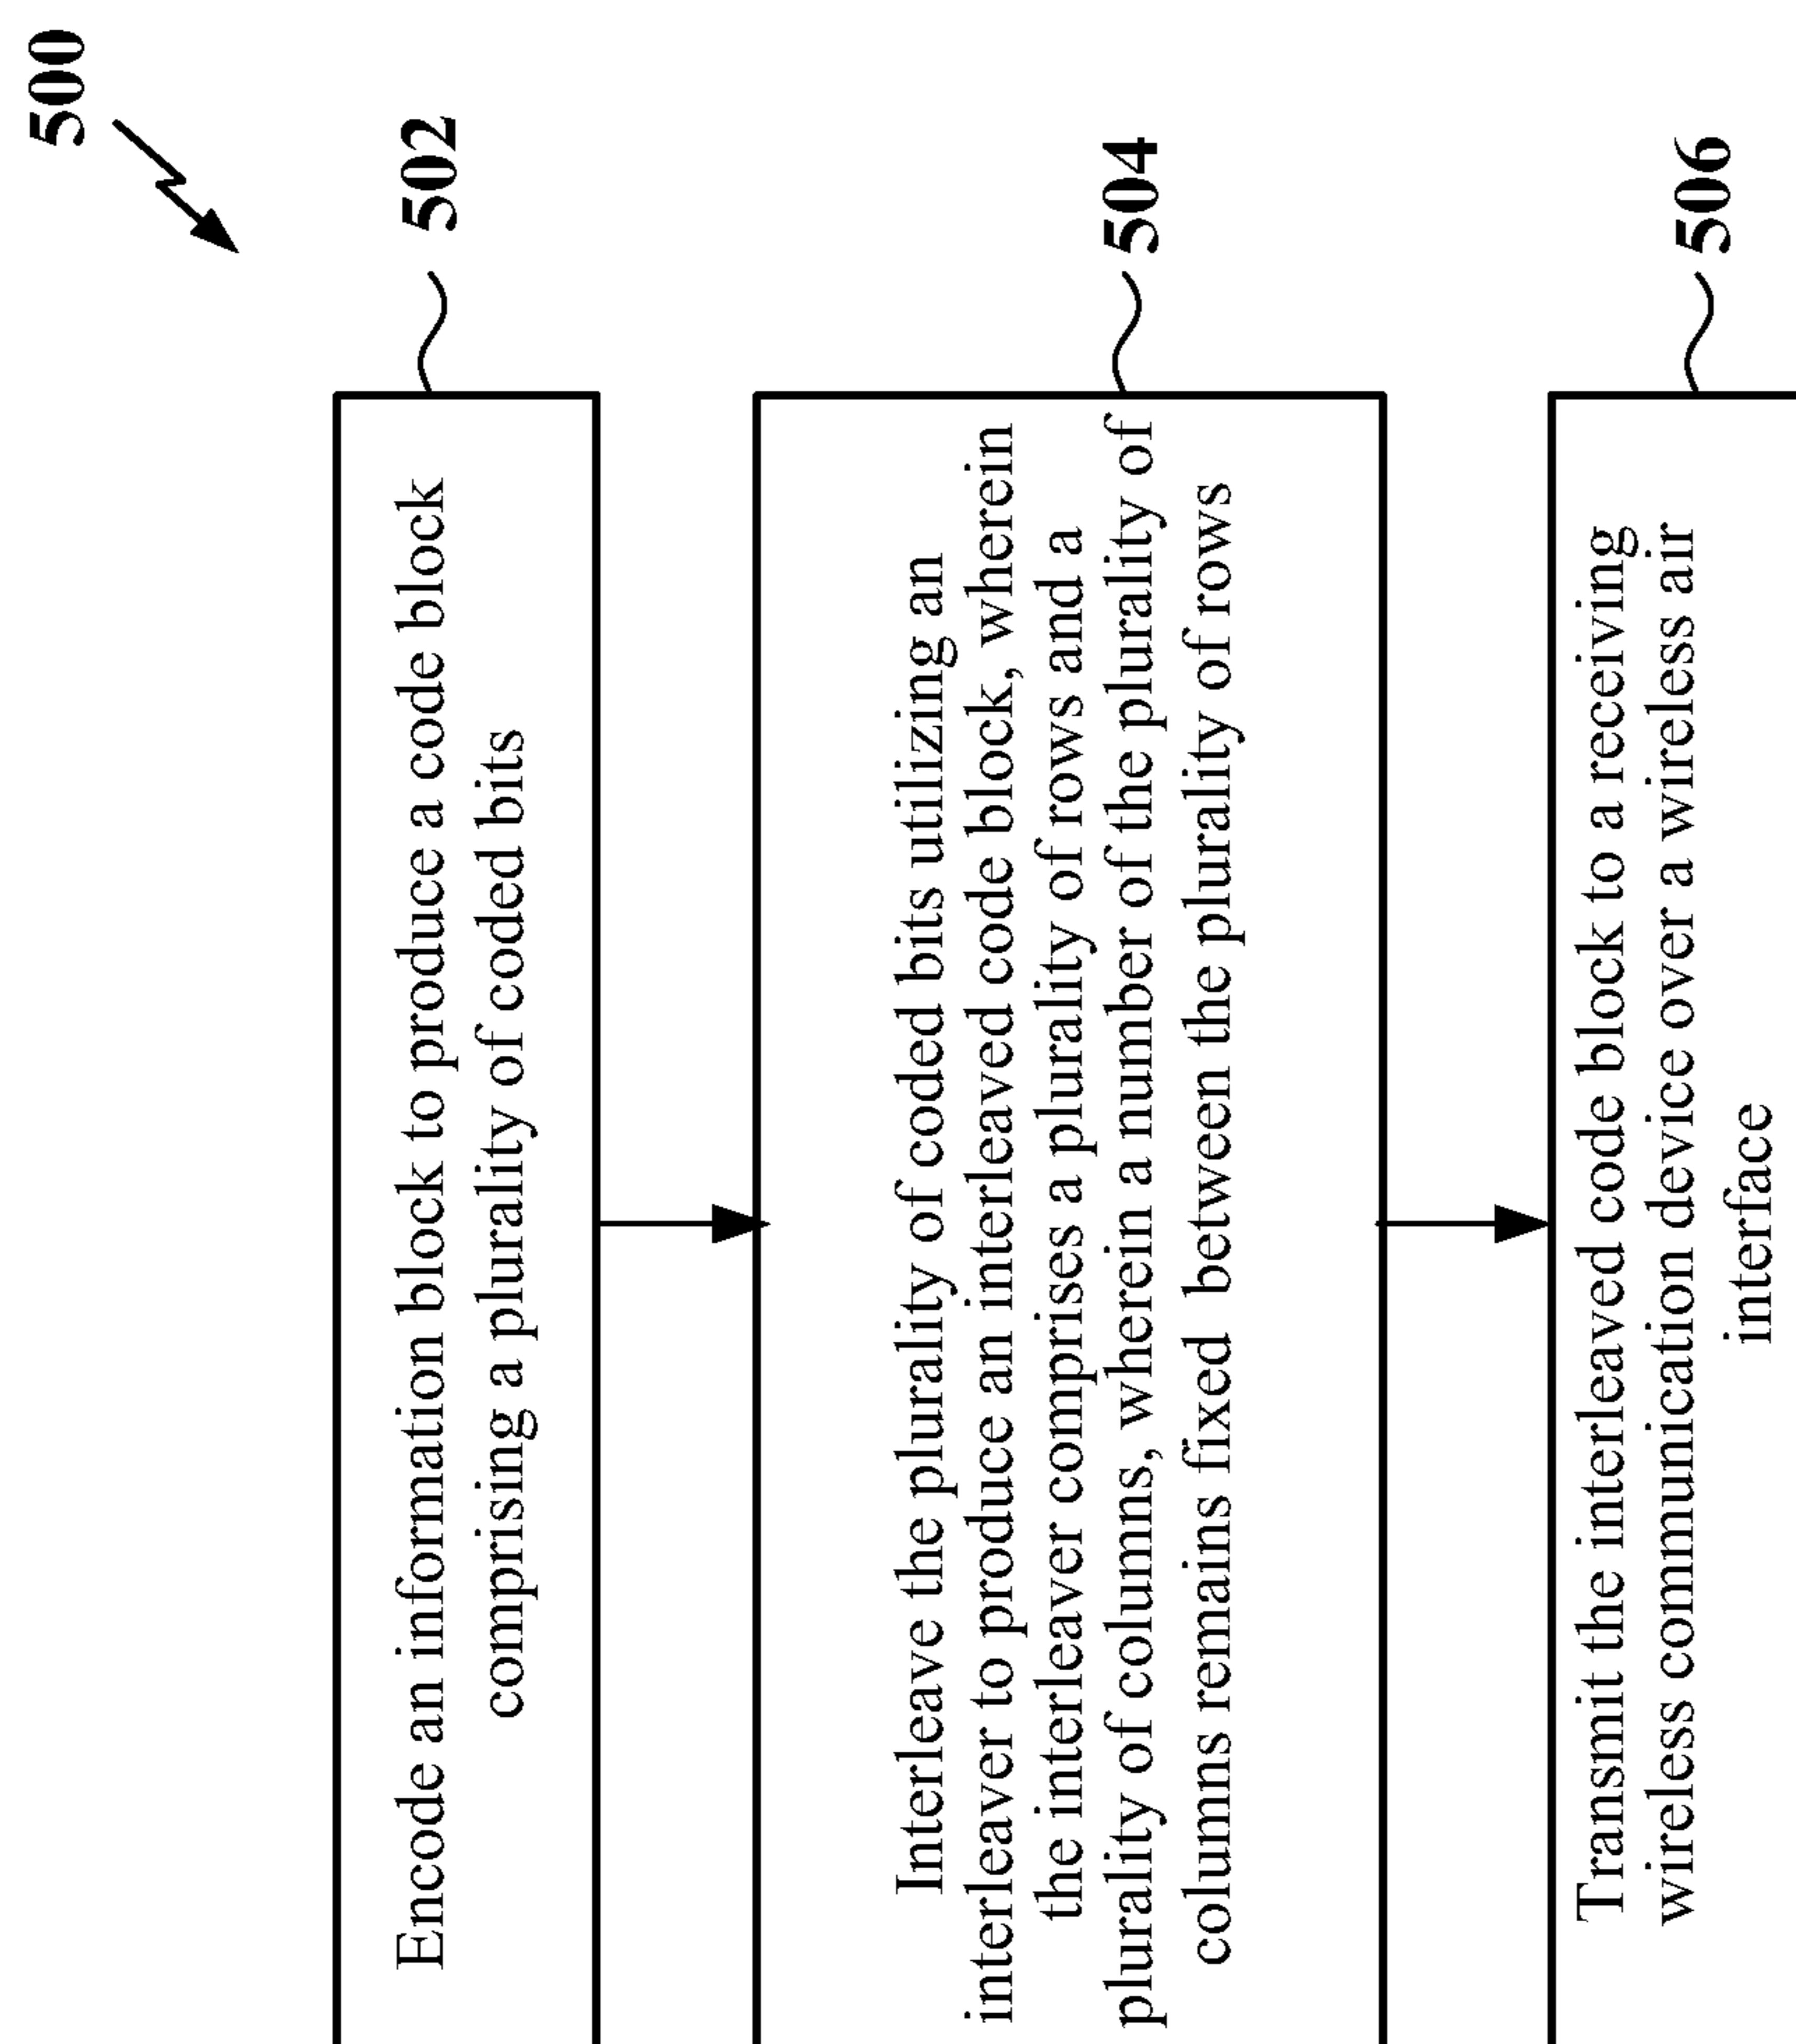 500
502
Encode an information block to produce a code block
comprising a plurality of coded bits
504
Interleave the plurality of coded bits utilizing an
interleaver to produce an interleaved code block, wherein
the interleaver comprises a plurality of rows and a
plurality of columns, wherein a number of the plurality of
columns remains fixed between the plurality of rows
506
Transmit the interleaved code block to a receiving
wireless communication device over a wireless air
interface